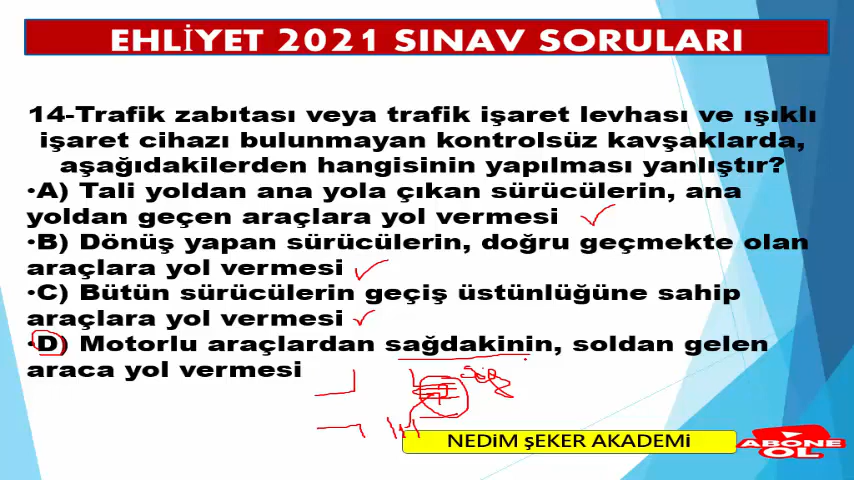 EHLİYET 2021 SINAV SORULARI
14-Trafik zabıtası veya trafik işaret levhası ve ışıklı
işaret cihazı bulunmayan kontrolsüz kavşaklarda,
aşağıdakilerden hangisinin yapılması yanlıştır?
•A) Tali yoldan ana yola çıkan sürücülerin, ana
yoldan geçen araçlara yol vermesi
•B) Dönüş yapan sürücülerin, doğru geçmekte olan
araçlara yol vermesi
•C) Bütün sürücülerin geçiş üstünlüğüne sahip
araçlara yol vermesi
•D) Motorlu araçlardan sağdakinin, soldan gelen
araca yol vermesi
NEDİM ŞEKER AKADEMİ
ABONE
OL